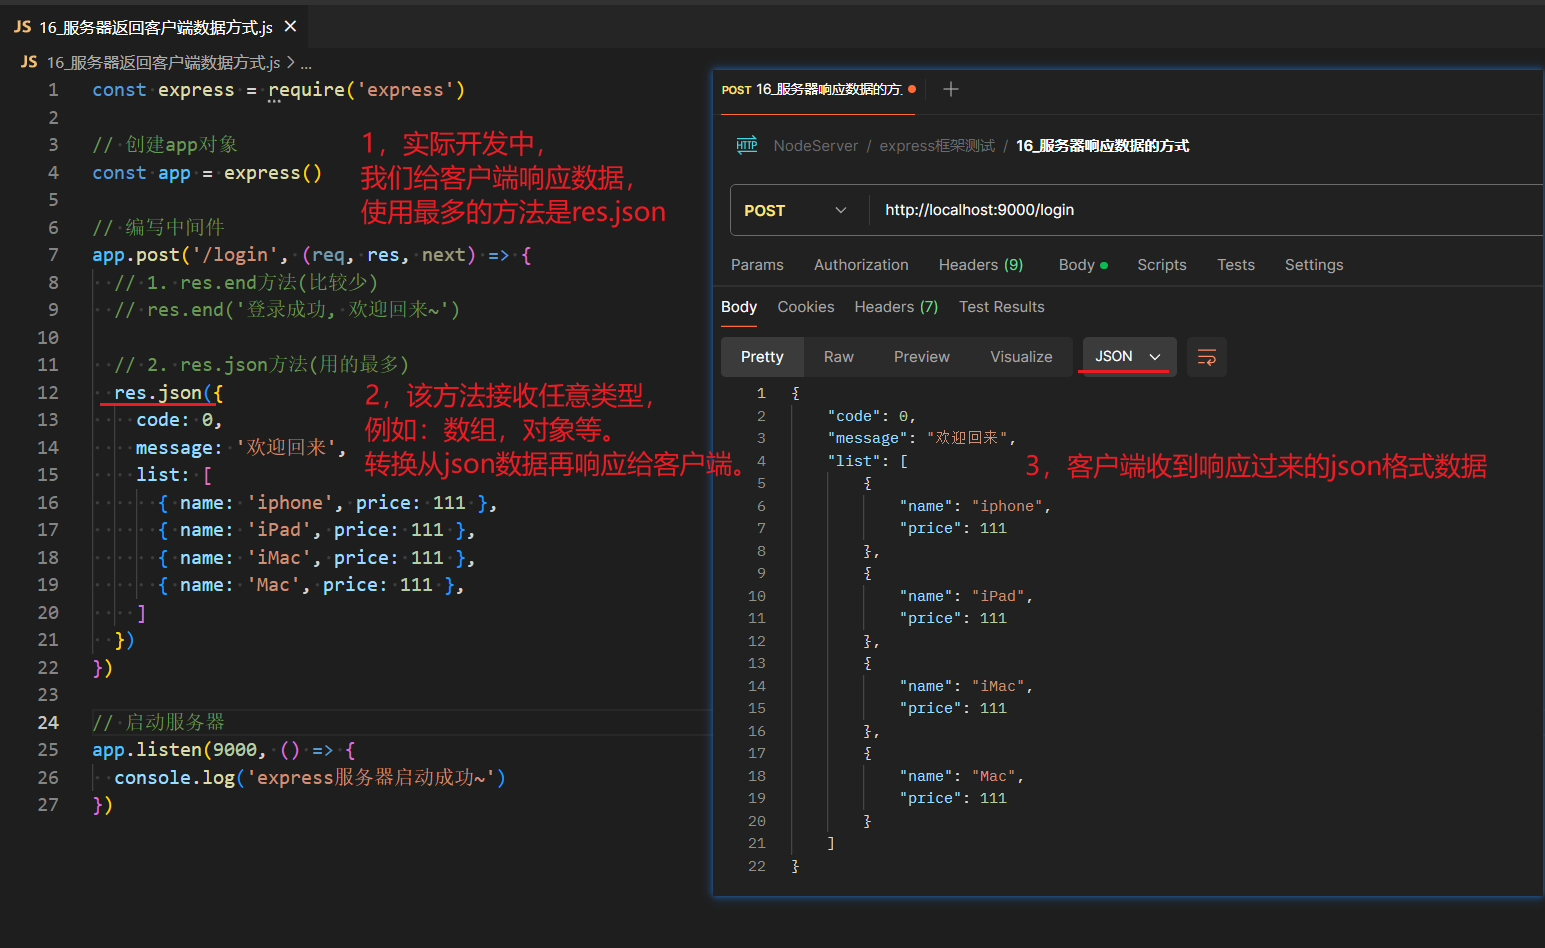 JS 16_服务器返回客户端数据方式.js ×
JS 16_服务器返回客户端数据方式.js > ...
1 const express = require('express')
2
3 // 创建app对象
4 const app = express()
5
6 // 编写中间件
7 app.post('/login', (req, res, next) => {
8 // 1. res.end方法(比较少)
9 // res.end('登录成功, 欢迎回来~')
10
11 // 2. res.json方法(用的最多)
12 res.json({
13 code: 0,
14 message: '欢迎回来',
15 list: [
16 { name: 'iphone', price: 111 },
17 { name: 'iPad', price: 111 },
18 { name: 'iMac', price: 111 },
19 { name: 'Mac', price: 111 },
20 ]
21 })
22 })
23
24 // 启动服务器
25 app.listen(9000, () => {
26 console.log('express服务器启动成功~')
27 })
1，实际开发中，
我们给客户端响应数据，
使用最多的方法是res.json
2，该方法接收任意类型，
例如：数组，对象等。
转换从json数据再响应给客户端。
POST 16_服务器响应数据的方.
HTTP NodeServer / express框架测试 / 16_服务器响应数据的方式
POST http://localhost:9000/login
Params Authorization Headers (9) Body Scripts Tests Settings
Body Cookies Headers (7) Test Results
Pretty Raw Preview Visualize JSON
1 {
2 "code": 0,
3 "message": "欢迎回来",
4 "list": [
5 {
6 "name": "iphone",
7 "price": 111
8 },
9 {
10 "name": "iPad",
11 "price": 111
12 },
13 {
14 "name": "iMac",
15 "price": 111
16 },
17 {
18 "name": "Mac",
19 "price": 111
20 }
21 ]
22 }
3，客户端收到响应过来的json格式数据